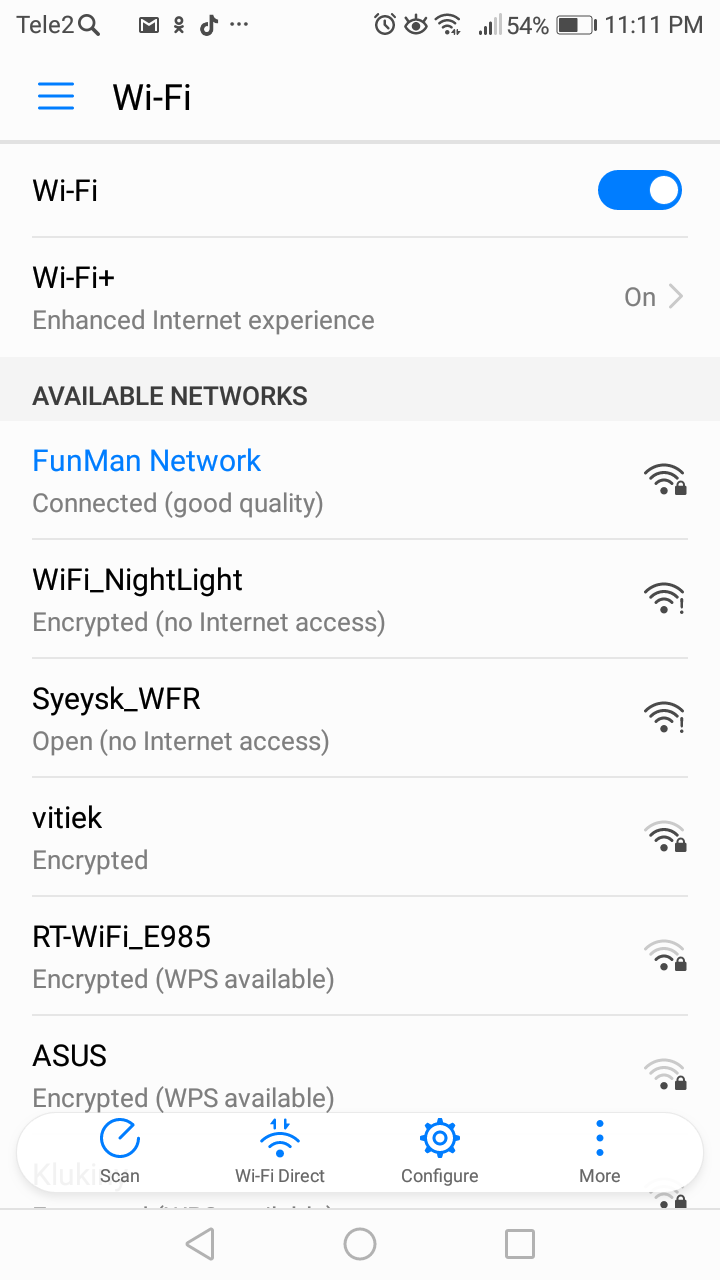 Tele2 54% 11:11 PM
Wi-Fi
Wi-Fi
Wi-Fi+
On
Enhanced Internet experience
AVAILABLE NETWORKS
FunMan Network
Connected (good quality)
WiFi_NightLight
Encrypted (no Internet access)
Syeysk_WFR
Open (no Internet access)
vitiek
Encrypted
RT-WiFi_E985
Encrypted (WPS available)
ASUS
Encrypted (WPS available)
Scan Wi-Fi Direct Configure More